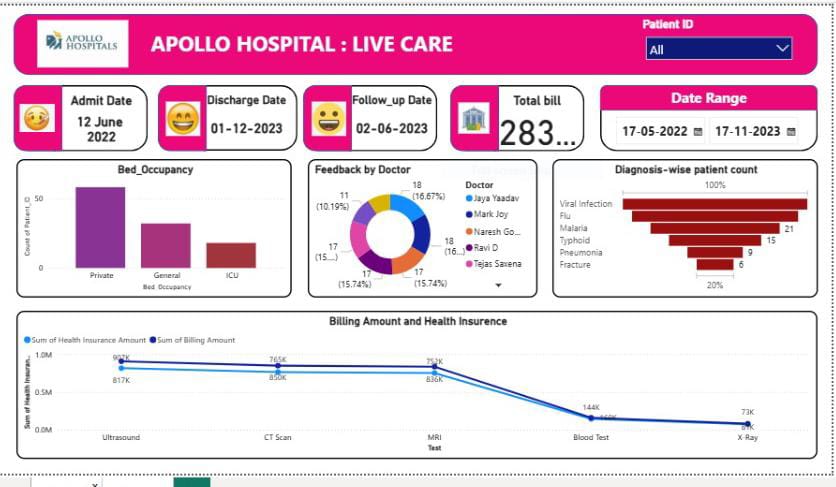 APOLLO
HOSPITALS
APOLLO HOSPITAL : LIVE CARE
Patient ID
All
Admit Date
12 June
2022
Discharge Date
01-12-2023
Follow_up Date
02-06-2023
Total bill
283...
Date Range
17-05-2022
17-11-2023
Bed_Occupancy
Count of Patient_ID
50
0
Private
General
ICU
Bed_Occupancy
Feedback by Doctor
18
(16.67%)
18
(16....)
17
(15.74%)
17
(15.74%)
17
(15....)
11
(10.19%)
Doctor
Jaya Yaadav
Mark Joy
Naresh Go...
Ravi D
Tejas Saxena
Diagnosis-wise patient count
100%
Viral Infection
Flu
Malaria
21
Typhoid
15
Pneumonia
9
Fracture
6
20%
Billing Amount and Health Insurence
Sum of Health Insurance Amount
Sum of Billing Amount
Sum of Health Insuran...
1.0M
0.5M
0.0M
907K
817K
765K
850K
752K
836K
144K
73K
Ultrasound
CT Scan
MRI
Blood Test
X-Ray
Test